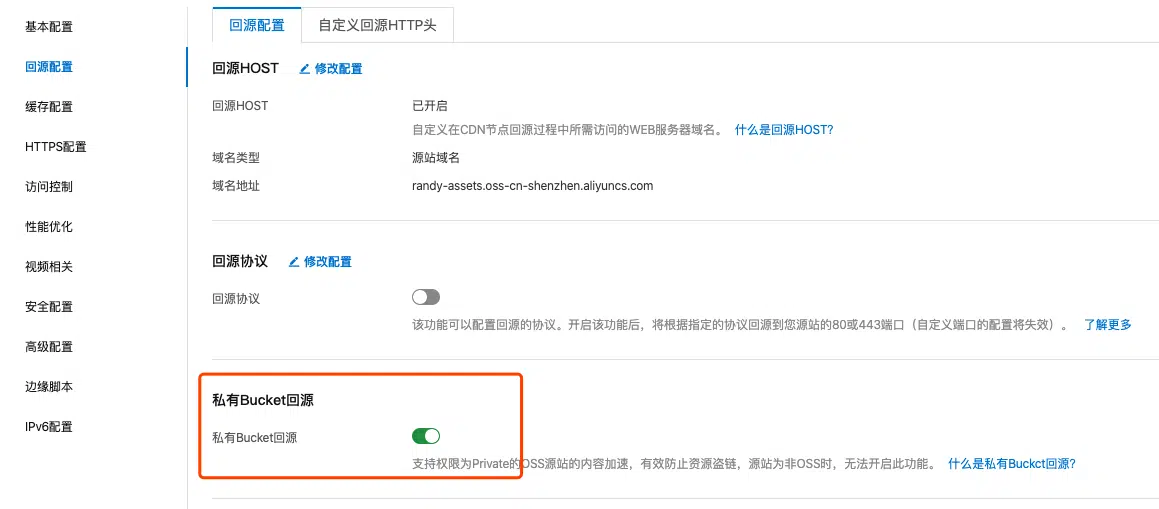 基本配置
回源配置
缓存配置
HTTPS配置
访问控制
性能优化
视频相关
安全配置
高级配置
边缘脚本
IPv6配置
回源配置 自定义回源HTTP头
回源HOST 修改配置
回源HOST 已开启
自定义在CDN节点回源过程中所需访问的WEB服务器域名。 什么是回源HOST?
域名类型 源站域名
域名地址 randy-assets.oss-cn-shenzhen.aliyuncs.com
回源协议 修改配置
回源协议
该功能可以配置回源的协议。开启该功能后，将根据指定的协议回源到您源站的80或443端口（自定义端口的配置将失效）。 了解更多
私有Bucket回源
私有Bucket回源
支持权限为Private的OSS源站的内容加速，有效防止资源盗链，源站为非OSS时，无法开启此功能。 什么是私有Buckct回源?